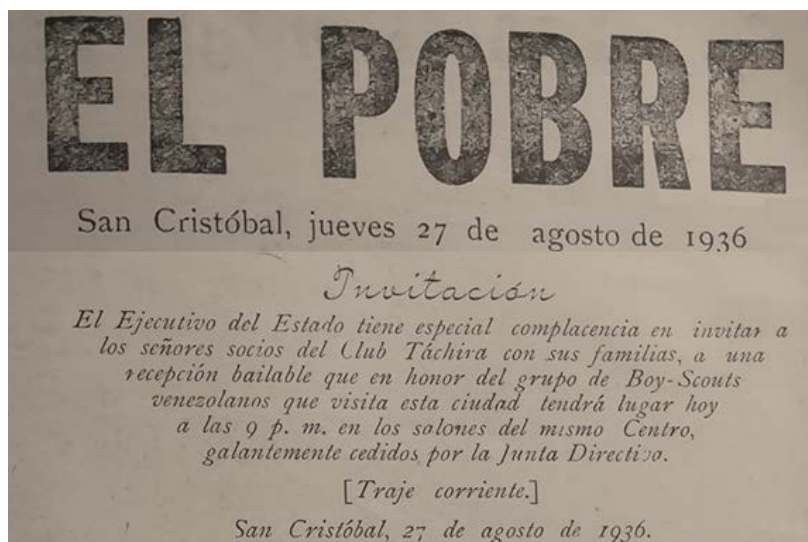 EL POBRE
San Cristóbal, jueves 27 de agosto de 1936
Invitación
El Ejecutivo del Estado tiene especial complacencia en invitar a
los señores socios del Club Táchira con sus familias, a una
recepción bailable que en honor del grupo de Boy-Scouts
venezolanos que visita esta ciudad tendrá lugar hoy
a las 9 p. m. en los salones del mismo Centro,
galantemente cedidos por la Junta Directiva.
[Traje corriente.]
San Cristóbal, 27 de agosto de 1936.